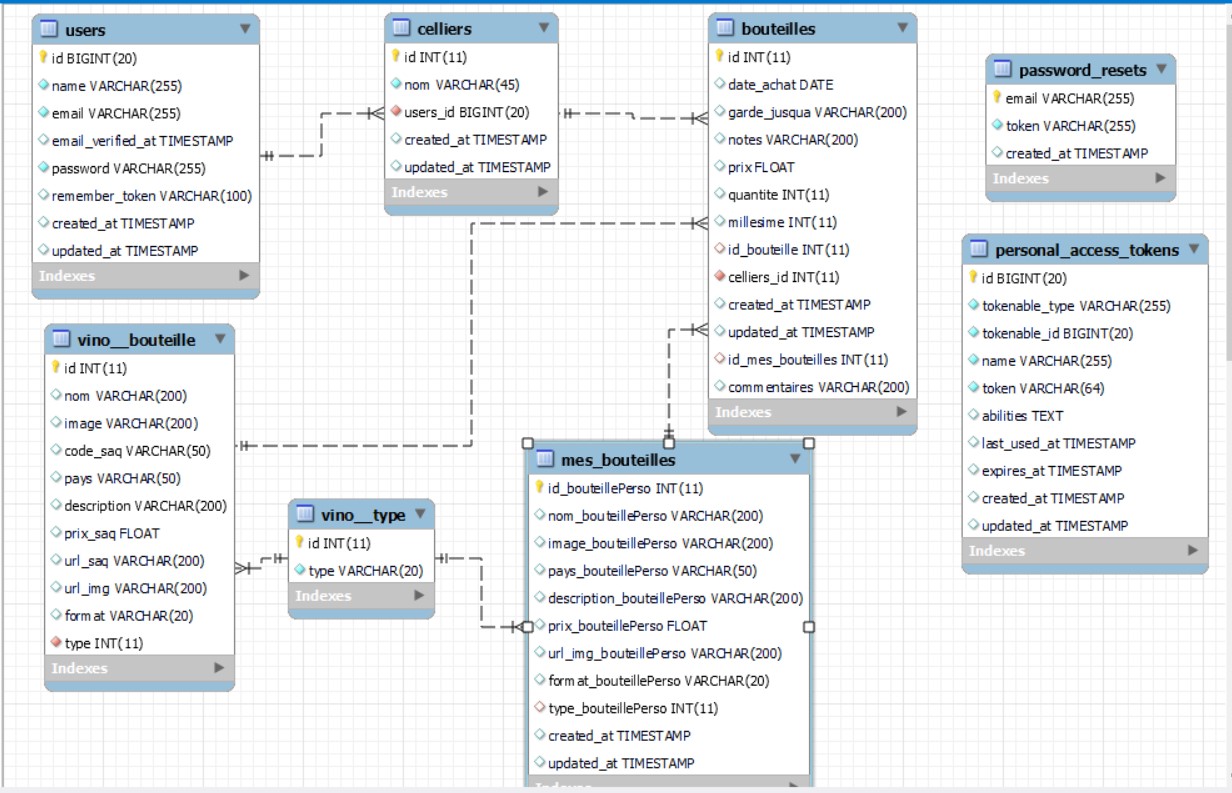 users
id BIGINT(20)
name VARCHAR(255)
email VARCHAR(255)
email_verified_at TIMESTAMP
password VARCHAR(255)
remember_token VARCHAR(100)
created_at TIMESTAMP
updated_at TIMESTAMP
Indexes
celliers
id INT(11)
nom VARCHAR(45)
users_id BIGINT(20)
created_at TIMESTAMP
updated_at TIMESTAMP
Indexes
bouteilles
id INT(11)
date_achat DATE
garde_jusqua VARCHAR(200)
notes VARCHAR(200)
prix FLOAT
quantite INT(11)
millesime INT(11)
id_bouteille INT(11)
celliers_id INT(11)
created_at TIMESTAMP
updated_at TIMESTAMP
id_mes_bouteilles INT(11)
commentaires VARCHAR(200)
Indexes
password_resets
email VARCHAR(255)
token VARCHAR(255)
created_at TIMESTAMP
Indexes
personal_access_tokens
id BIGINT(20)
tokenable_type VARCHAR(255)
tokenable_id BIGINT(20)
name VARCHAR(255)
token VARCHAR(64)
abilities TEXT
last_used_at TIMESTAMP
expires_at TIMESTAMP
created_at TIMESTAMP
updated_at TIMESTAMP
Indexes
vino__bouteille
id INT(11)
nom VARCHAR(200)
image VARCHAR(200)
code_saq VARCHAR(50)
pays VARCHAR(50)
description VARCHAR(200)
prix_saq FLOAT
url_saq VARCHAR(200)
url_img VARCHAR(200)
format VARCHAR(20)
type INT(11)
Indexes
vino__type
id INT(11)
type VARCHAR(20)
Indexes
mes_bouteilles
id_bouteillePerso INT(11)
nom_bouteillePerso VARCHAR(200)
image_bouteillePerso VARCHAR(200)
pays_bouteillePerso VARCHAR(50)
description_bouteillePerso VARCHAR(200)
prix_bouteillePerso FLOAT
url_img_bouteillePerso VARCHAR(200)
format_bouteillePerso VARCHAR(20)
type_bouteillePerso INT(11)
created_at TIMESTAMP
updated_at TIMESTAMP
Indexes